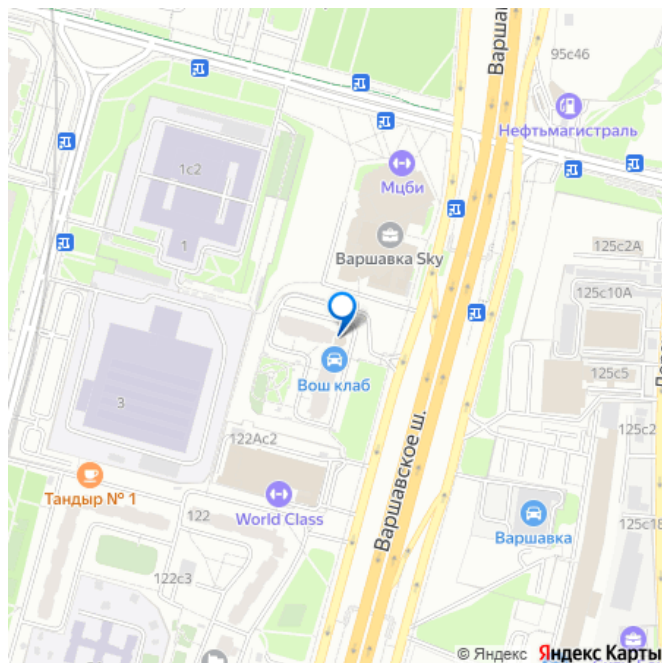 Варшав
95с46
Нефтьмагистраль
1с2
Мцби
125с2А
1
Варшавка Sky
125с10А
125с5
Вош клаб
3
125с2
122Ас2
Варшавское ш.
Тандыр № 1
World Class
122
Варшавка
125с18
122с3
© Яндекс Яндекс Карты